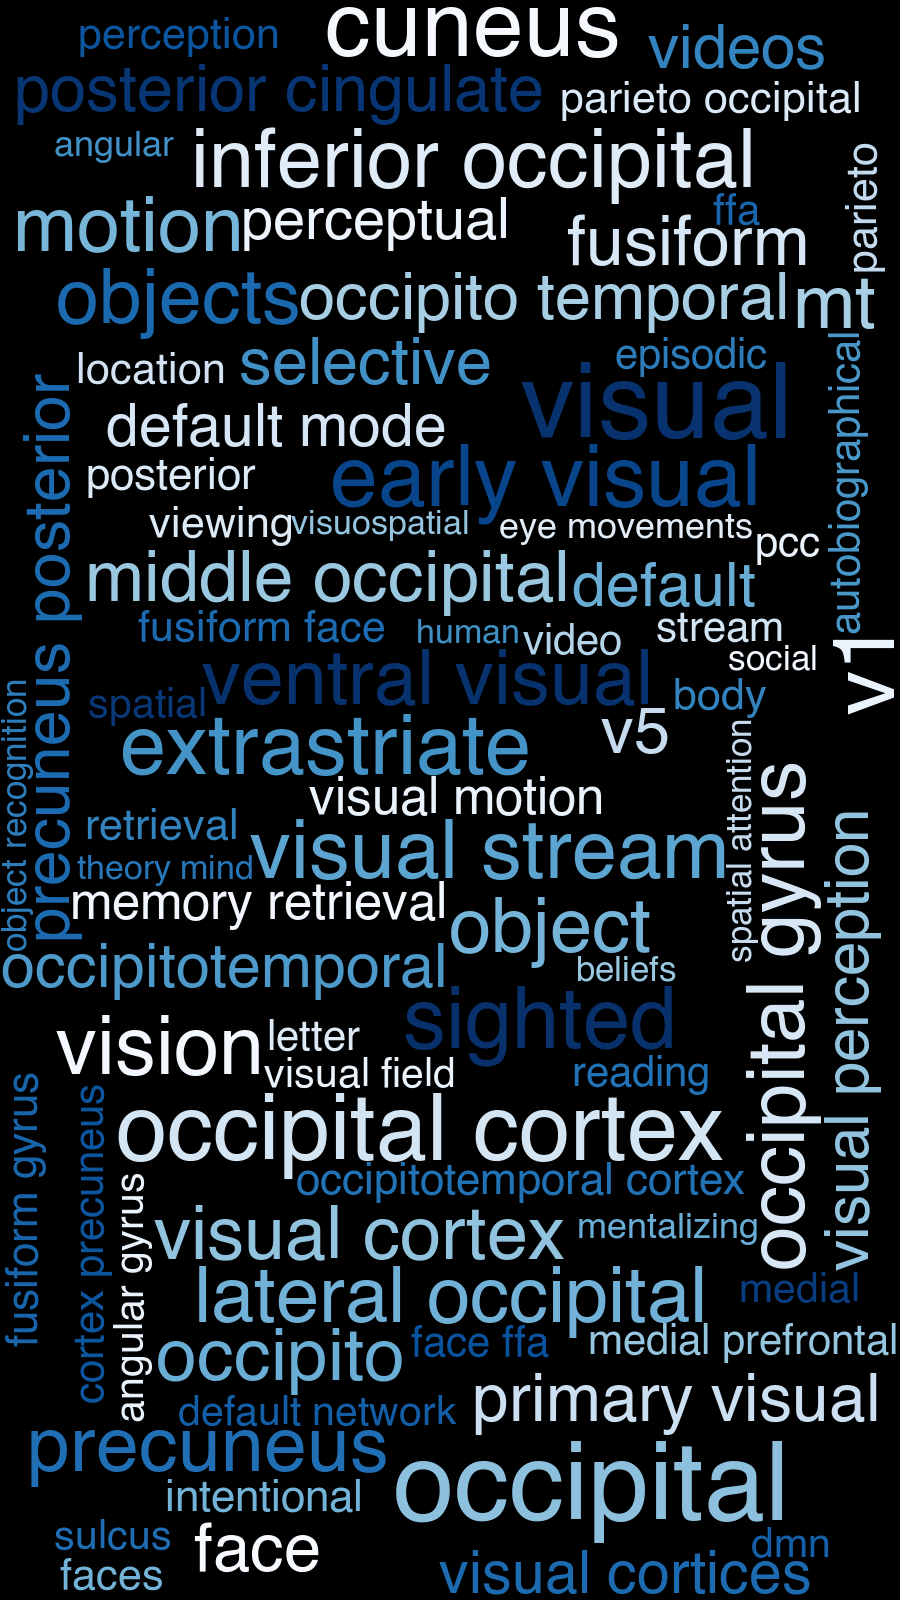 cuneus
perception
videos
posterior cingulate
parieto occipital
angular
inferior occipital
parieto
motion
perceptual
ffa
fusiform
objects
occipito temporal
mt
location
selective
episodic
visual
autobiographical
default mode
precuneus posterior
posterior
early visual
viewing
visuospatial
eye movements
pcc
middle occipital
default
fusiform face
human
video
stream
social
v1
ventral visual
spatial
body
object recognition
extrastriate
v5
spatial attention
visual motion
occipital gyrus
retrieval
visual stream
visual perception
theory mind
memory retrieval
object
occipitotemporal
beliefs
sighted
vision
letter
visual field
reading
fusiform gyrus
cortex precuneus
occipital cortex
angular gyrus
occipitotemporal cortex
visual cortex
mentalizing
lateral occipital
medial
occipito
face ffa
medial prefrontal
default network
primary visual
precuneus
occipital
intentional
sulcus
face
dmn
faces
visual cortices